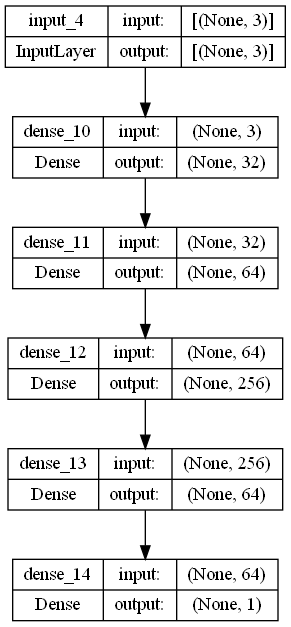 input_4 input: [(None, 3)]
InputLayer output: [(None, 3)]
dense_10 input: (None, 3)
Dense output: (None, 32)
dense_11 input: (None, 32)
Dense output: (None, 64)
dense_12 input: (None, 64)
Dense output: (None, 256)
dense_13 input: (None, 256)
Dense output: (None, 64)
dense_14 input: (None, 64)
Dense output: (None, 1)